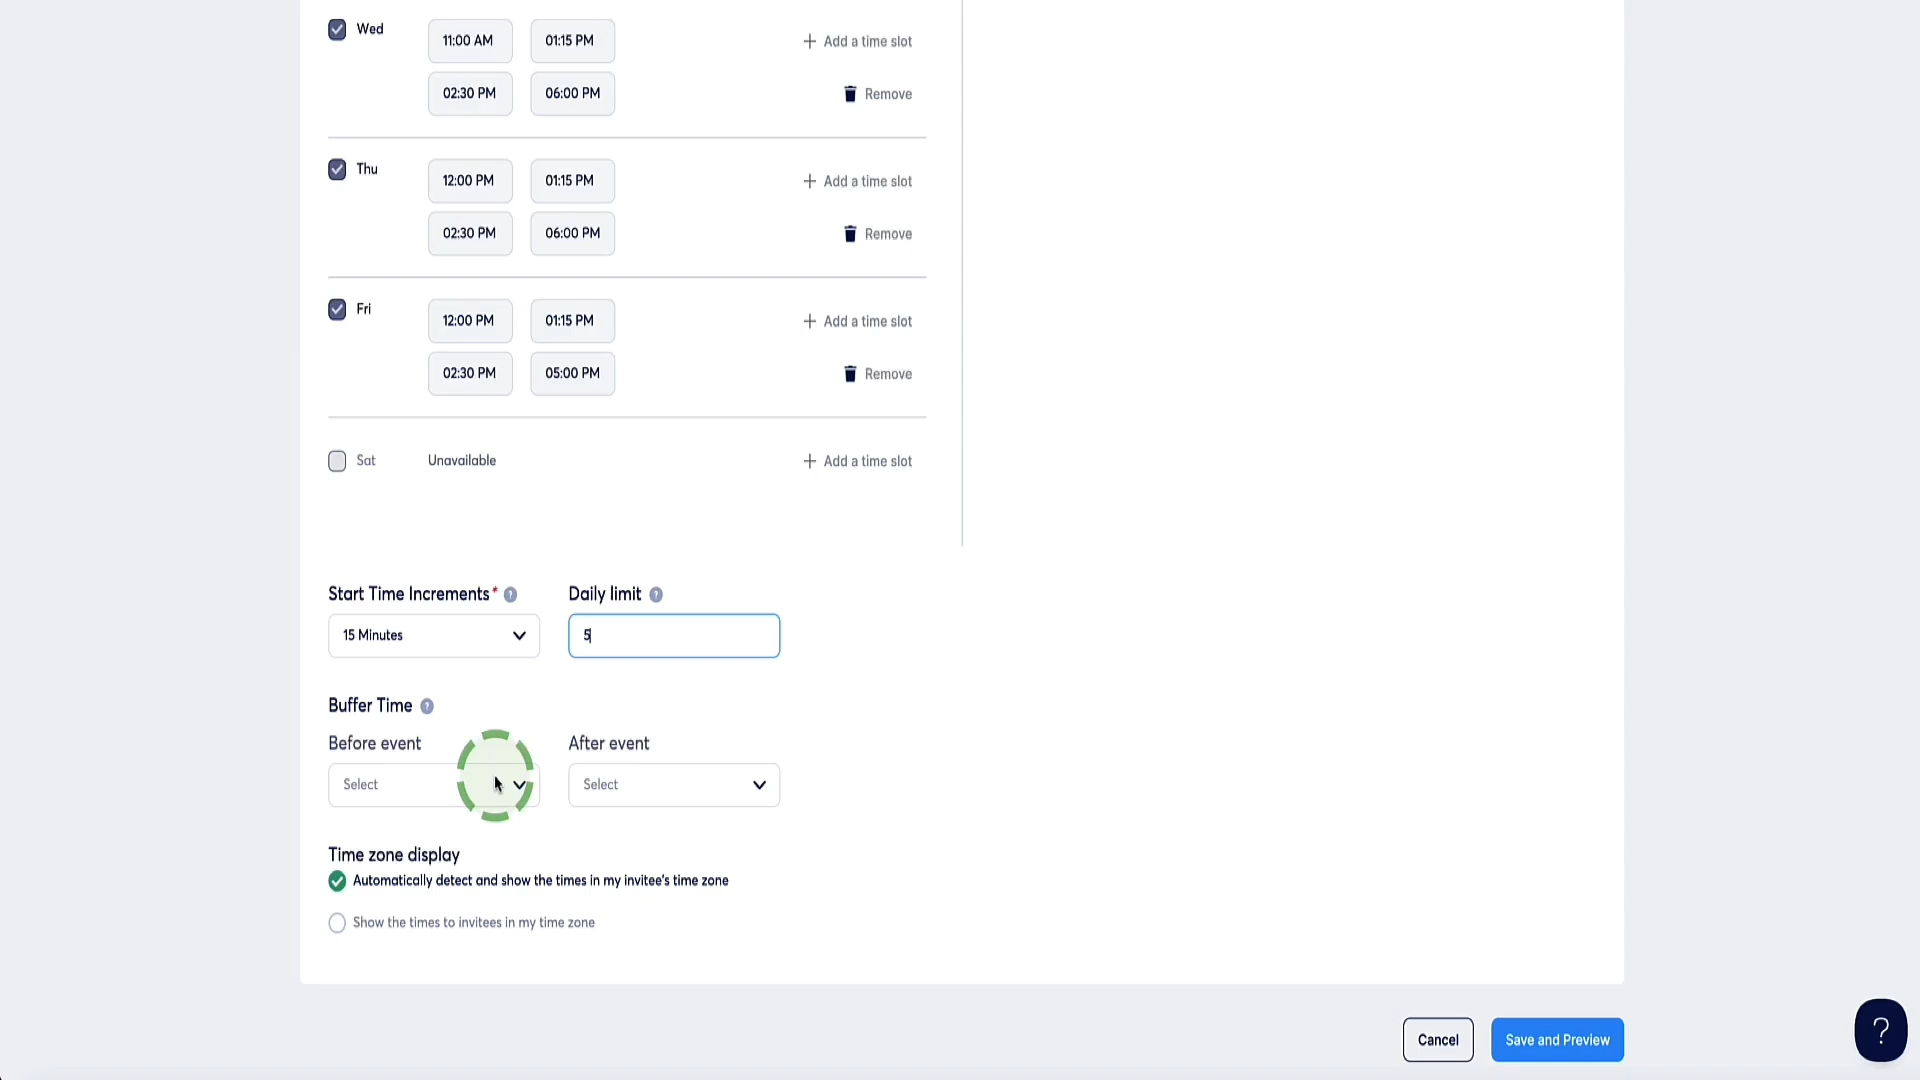 Wed 11:00 AM 01:15 PM Add a time slot
02:30 PM 06:00 PM Remove
Thu 12:00 PM 01:15 PM Add a time slot
02:30 PM 06:00 PM Remove
Fri 12:00 PM 01:15 PM Add a time slot
02:30 PM 05:00 PM Remove
Sat Unavailable Add a time slot
Start Time Increments* ? Daily limit ?
15 Minutes 5
Buffer Time ?
Before event After event
Select Select
Time zone display
Automatically detect and show the times in my invitee's time zone
Show the times to invitees in my time zone
Cancel Save and Preview
?